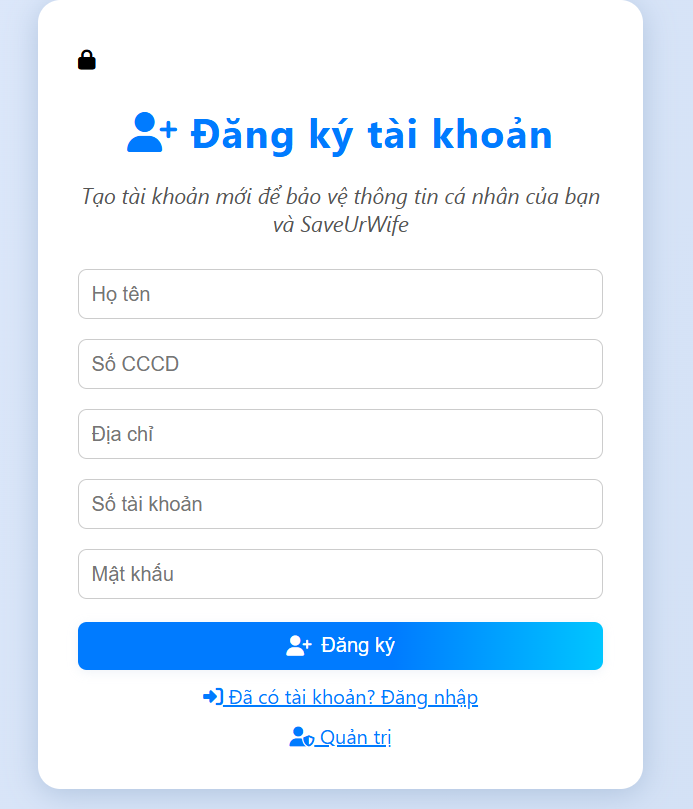 Đăng ký tài khoản
Tạo tài khoản mới để bảo vệ thông tin cá nhân của bạn
và SaveUrWife
Họ tên
Số CCCD
Địa chỉ
Số tài khoản
Mật khẩu
Đăng ký
Đã có tài khoản? Đăng nhập
Quản trị